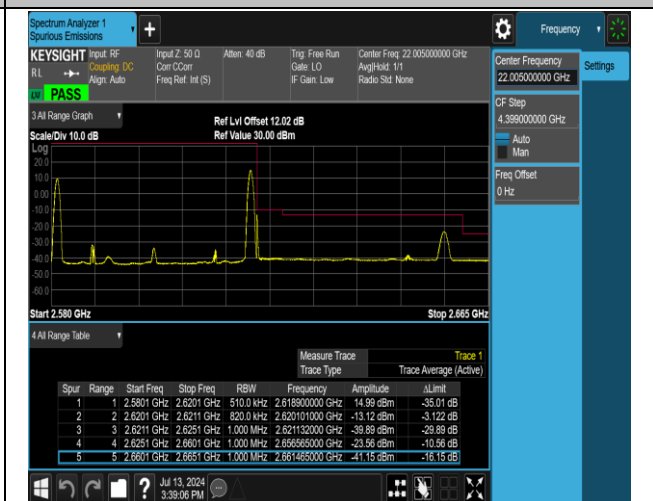 Spectrum Analyzer 1
Spurious Emissions
Frequency
KEYSIGHT Input: RF Input Z: 50 Ω Atten: 40 dB Trig: Free Run Center Freq: 22.005000000 GHz
RL Coupling: DC Corr CCorr Gate: LO Avg|Hold: 1/1
Align: Auto Freq Ref: Int (S) IF Gain: Low Radio Std: None
PASS
Center Frequency
22.005000000 GHz
Settings
CF Step
4.399000000 GHz
Auto
Man
Freq Offset
0 Hz
3 All Range Graph
Ref Lvl Offset 12.02 dB
Scale/Div 10.0 dB Ref Value 30.00 dBm
Log
20.0
10.0
0.00
-10.0
-20.0
-30.0
-40.0
-50.0
-60.0
Start 2.580 GHz Stop 2.665 GHz
4 All Range Table
Measure Trace Trace 1
Trace Type Trace Average (Active)
Spur Range Start Freq Stop Freq RBW Frequency Amplitude ΔLimit
1 1 2.5801 GHz 2.6201 GHz 510.0 kHz 2.618900000 GHz 14.99 dBm -35.01 dB
2 2 2.6201 GHz 2.6211 GHz 820.0 kHz 2.620101000 GHz -13.12 dBm -3.122 dB
3 3 2.6211 GHz 2.6251 GHz 1.000 MHz 2.621132000 GHz -39.89 dBm -29.89 dB
4 4 2.6251 GHz 2.6601 GHz 1.000 MHz 2.656565000 GHz -23.56 dBm -10.56 dB
5 5 2.6601 GHz 2.6651 GHz 1.000 MHz 2.661465000 GHz -41.15 dBm -16.15 dB
? Jul 13, 2024
3:39:06 PM